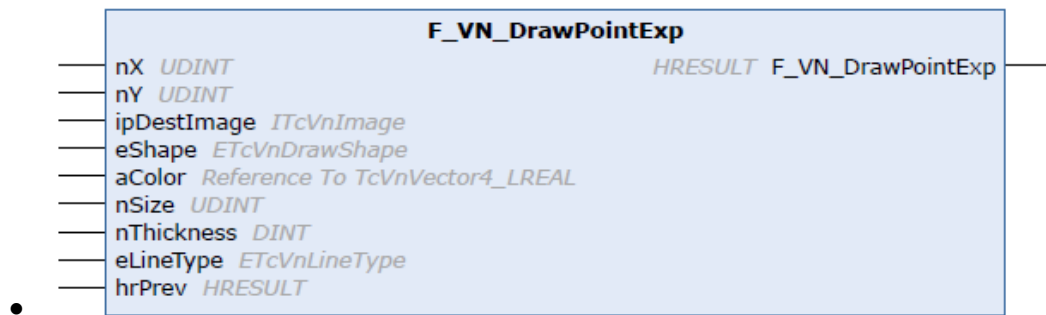 F_VN_DrawPointExp
nX UDINT HRESULT F_VN_DrawPointExp
nY UDINT
ipDestImage ITcVnImage
eShape ETcVnDrawShape
aColor Reference To TcVnVector4_LREAL
nSize UDINT
nThickness DINT
eLineType ETcVnLineType
hrPrev HRESULT